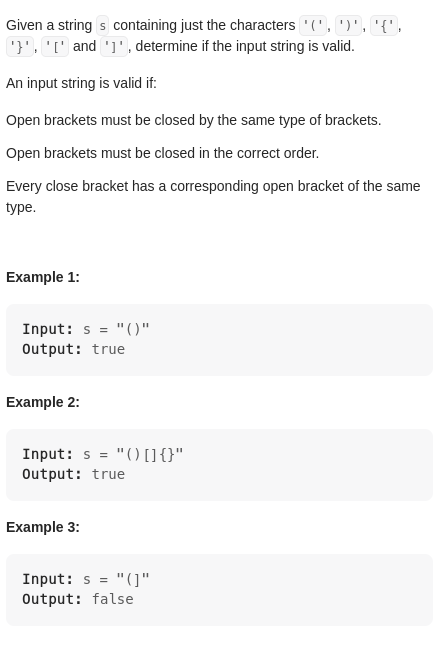 Given a string s containing just the characters '(', ')', '{',
'}', '[' and ']', determine if the input string is valid.
An input string is valid if:
Open brackets must be closed by the same type of brackets.
Open brackets must be closed in the correct order.
Every close bracket has a corresponding open bracket of the same
type.
Example 1:
Input: s = "()"
Output: true
Example 2:
Input: s = "()[]{}"
Output: true
Example 3:
Input: s = "(]"
Output: false